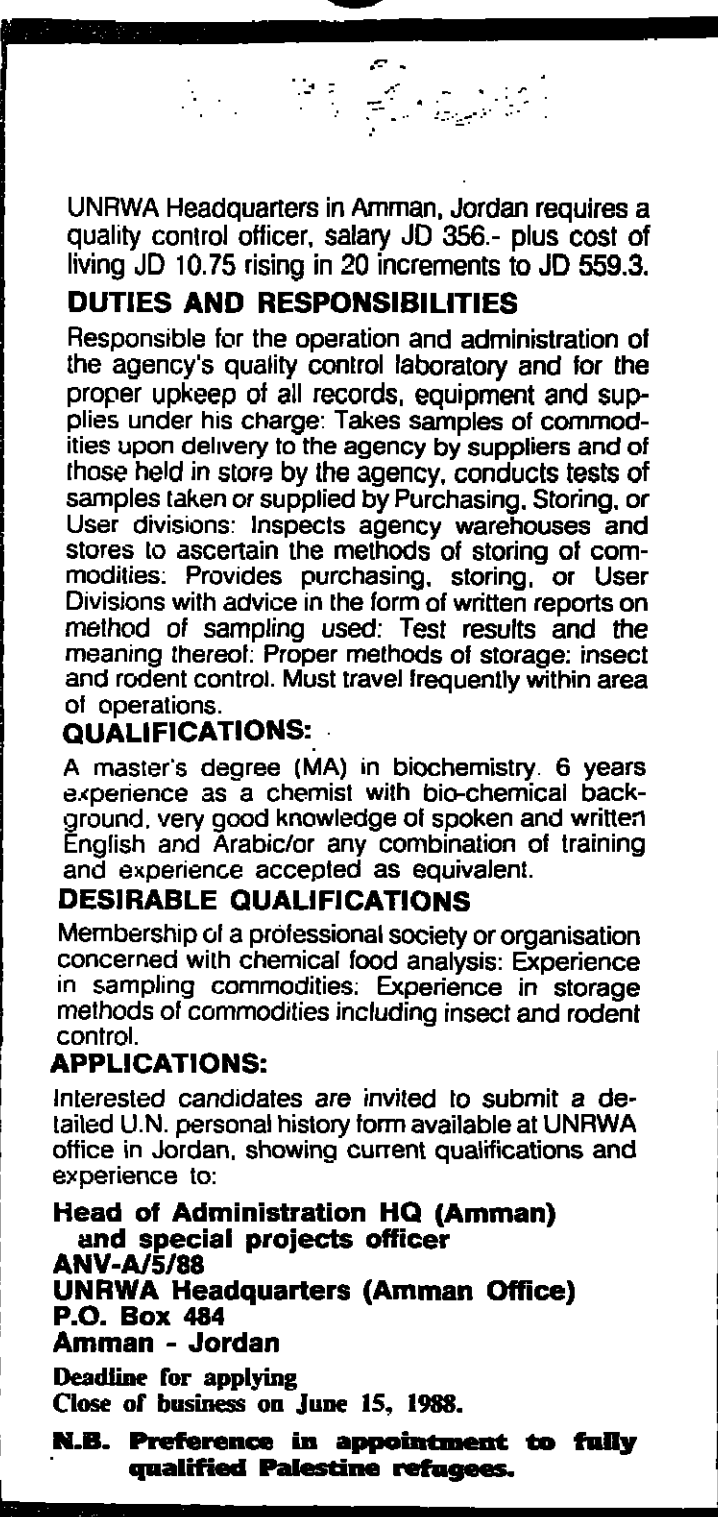 UNRWA Headquarters in Amman, Jordan requires a
quality control officer, salary JD 356.- plus cost of
living JD 10.75 rising in 20 increments to JD 559.3.
DUTIES AND RESPONSIBILITIES
Responsible for the operation and administration of
the agency's quality control laboratory and for the
proper upkeep of all records, equipment and sup-
plies under his charge: Takes samples of commod-
ities upon delivery to the agency by suppliers and of
those held in store by the agency, conducts tests of
samples taken or supplied by Purchasing, Storing, or
User divisions: Inspects agency warehouses and
stores to ascertain the methods of storing of com-
modities: Provides purchasing, storing, or User
Divisions with advice in the form of written reports on
method of sampling used: Test results and the
meaning thereof: Proper methods of storage: insect
and rodent control. Must travel frequently within area
of operations.
QUALIFICATIONS:
A master's degree (MA) in biochemistry. 6 years
experience as a chemist with bio-chemical back-
ground, very good knowledge of spoken and written
English and Arabic/or any combination of training
and experience accepted as equivalent.
DESIRABLE QUALIFICATIONS
Membership of a professional society or organisation
concerned with chemical food analysis: Experience
in sampling commodities: Experience in storage
methods of commodities including insect and rodent
control.
APPLICATIONS:
Interested candidates are invited to submit a de-
tailed U.N. personal history form available at UNRWA
office in Jordan, showing current qualifications and
experience to:
Head of Administration HQ (Amman)
and special projects officer
ANV-A/5/88
UNRWA Headquarters (Amman Office)
P.O. Box 484
Amman - Jordan
Deadline for applying
Close of business on June 15, 1988.
N.B. Preference in appointment to fully
qualified Palestine refugees.